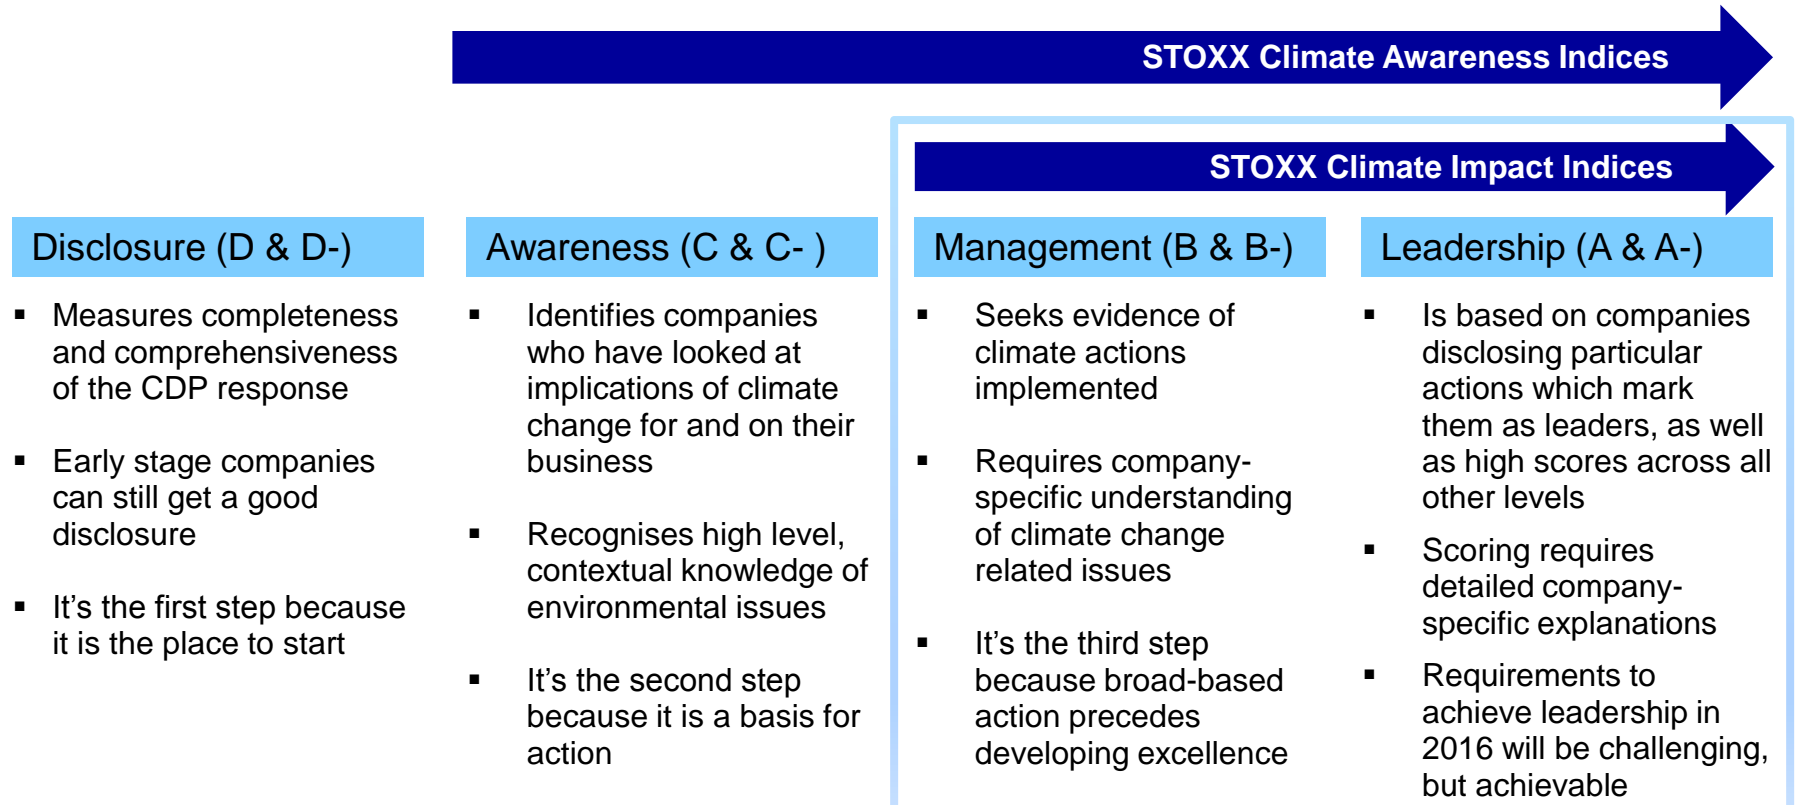 STOXX Climate Awareness Indices
STOXX Climate Impact Indices
Disclosure (D & D-)
▪ Measures completeness
and comprehensiveness
of the CDP response
▪ Early stage companies
can still get a good
disclosure
▪ It’s the first step because
it is the place to start
Awareness (C & C- )
▪ Identifies companies
who have looked at
implications of climate
change for and on their
business
▪ Recognises high level,
contextual knowledge of
environmental issues
▪ It’s the second step
because it is a basis for
action
Management (B & B-)
▪ Seeks evidence of
climate actions
implemented
▪ Requires company-
specific understanding
of climate change
related issues
▪ It’s the third step
because broad-based
action precedes
developing excellence
Leadership (A & A-)
▪ Is based on companies
disclosing particular
actions which mark
them as leaders, as well
as high scores across all
other levels
▪ Scoring requires
detailed company-
specific explanations
▪ Requirements to
achieve leadership in
2016 will be challenging,
but achievable